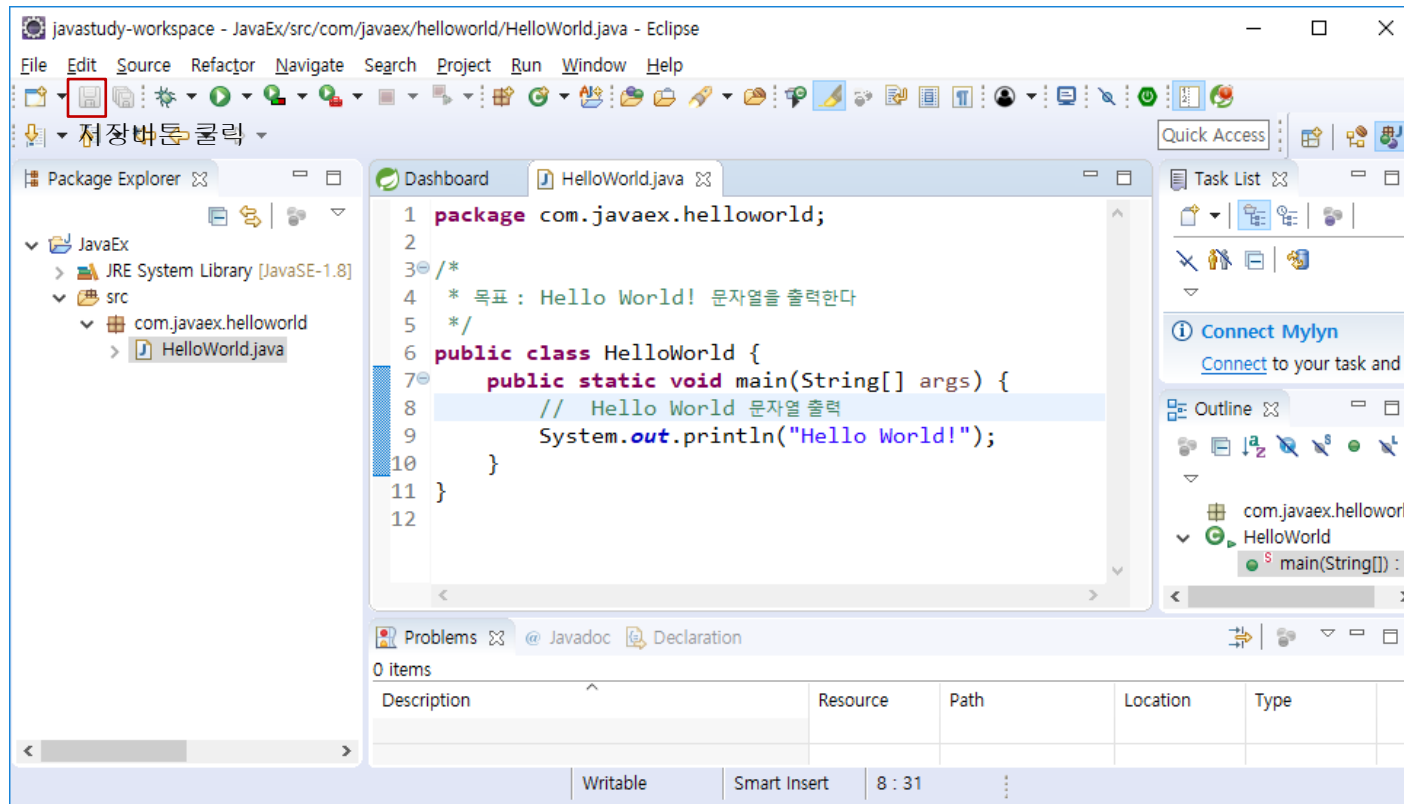 javastudy-workspace - JavaEx/src/com/javaex/helloworld/HelloWorld.java - Eclipse
File Edit Source Refactor Navigate Search Project Run Window Help
저장버튼 클릭
Quick Access
Package Explorer
JavaEx
JRE System Library [JavaSE-1.8]
src
com.javaex.helloworld
HelloWorld.java
Dashboard HelloWorld.java
1 package com.javaex.helloworld;
2
3 /*
4 * 목표 : Hello World! 문자열을 출력한다
5 */
6 public class HelloWorld {
7 public static void main(String[] args) {
8 // Hello World 문자열 출력
9 System.out.println("Hello World!");
10 }
11 }
12
Task List
Connect Mylyn
Connect to your task and
Outline
com.javaex.hellowor
HelloWorld
main(String[]) :
Problems @ Javadoc Declaration
0 items
Description Resource Path Location Type
Writable Smart Insert 8 : 31